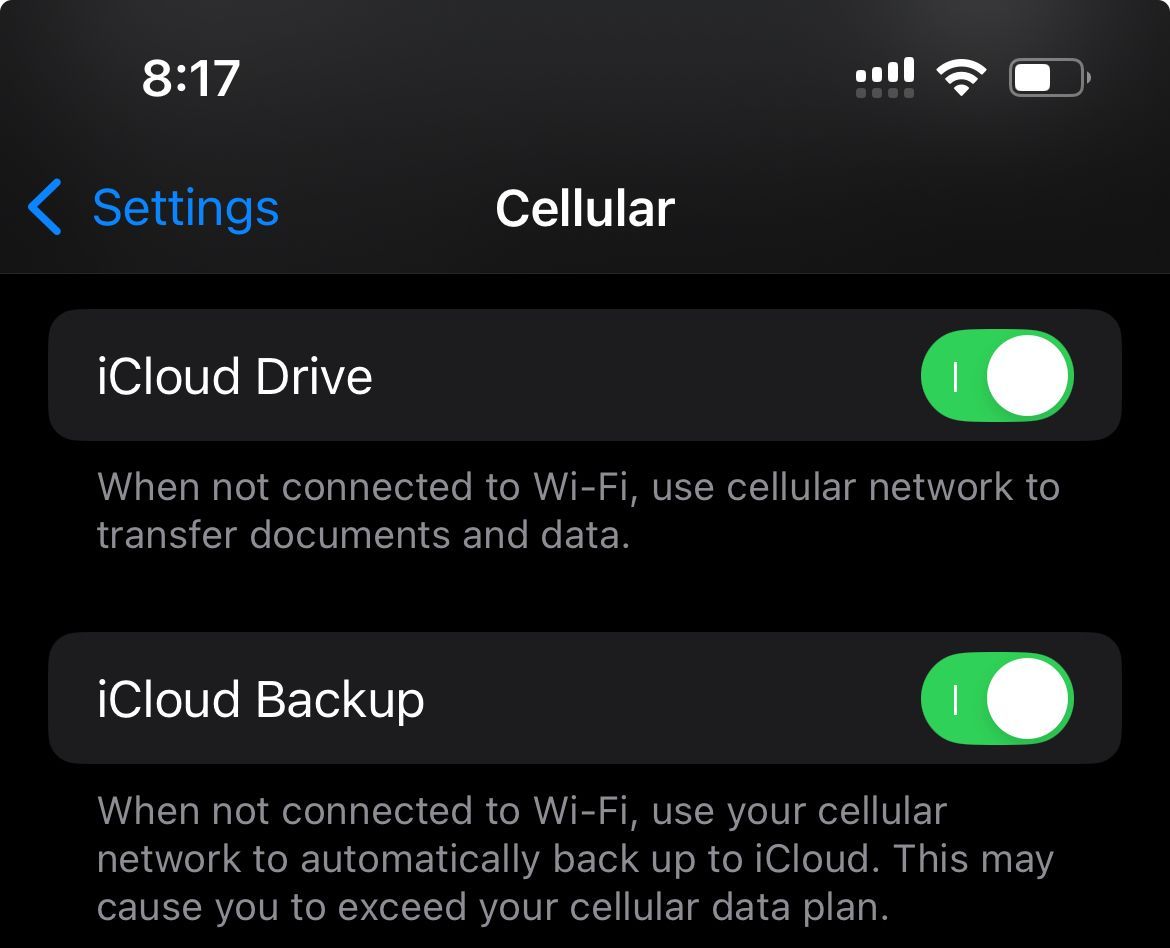 8:17
Settings
Cellular
iCloud Drive
When not connected to Wi-Fi, use cellular network to
transfer documents and data.
iCloud Backup
When not connected to Wi-Fi, use your cellular
network to automatically back up to iCloud. This may
cause you to exceed your cellular data plan.